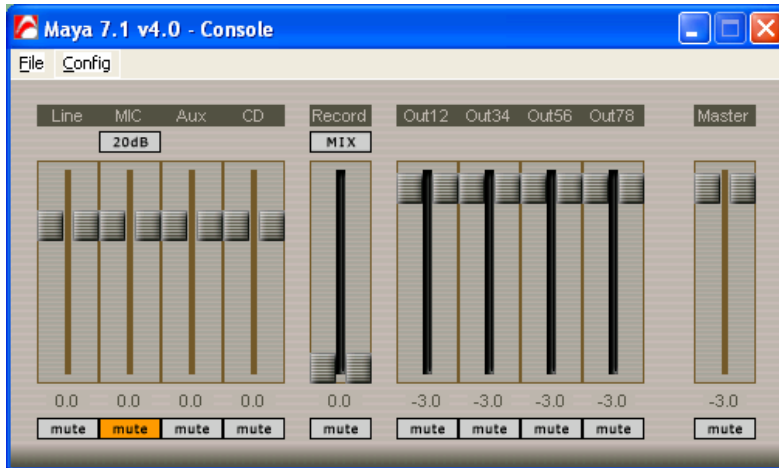 Maya 7.1 v4.0 - Console
File Config
Line MIC Aux CD Record Out12 Out34 Out56 Out78 Master
20dB MIX
0.0 0.0 0.0 0.0 0.0 -3.0 -3.0 -3.0 -3.0 -3.0
mute mute mute mute mute mute mute mute mute mute